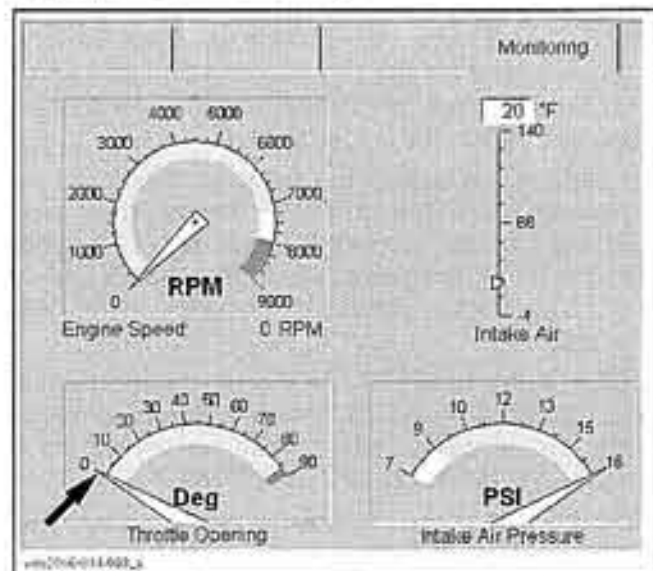 Monitoring
4000 5000
3000 6000
2000 7000
1000 8000
0 9000
RPM
Engine Speed 0 RPM
20 °F
140
68
-4
Intake Air
0 10 20 30 40 50 60 70 80 90
Deg
Throttle Opening
7 9 10 12 13 15 16
PSI
Intake Air Pressure